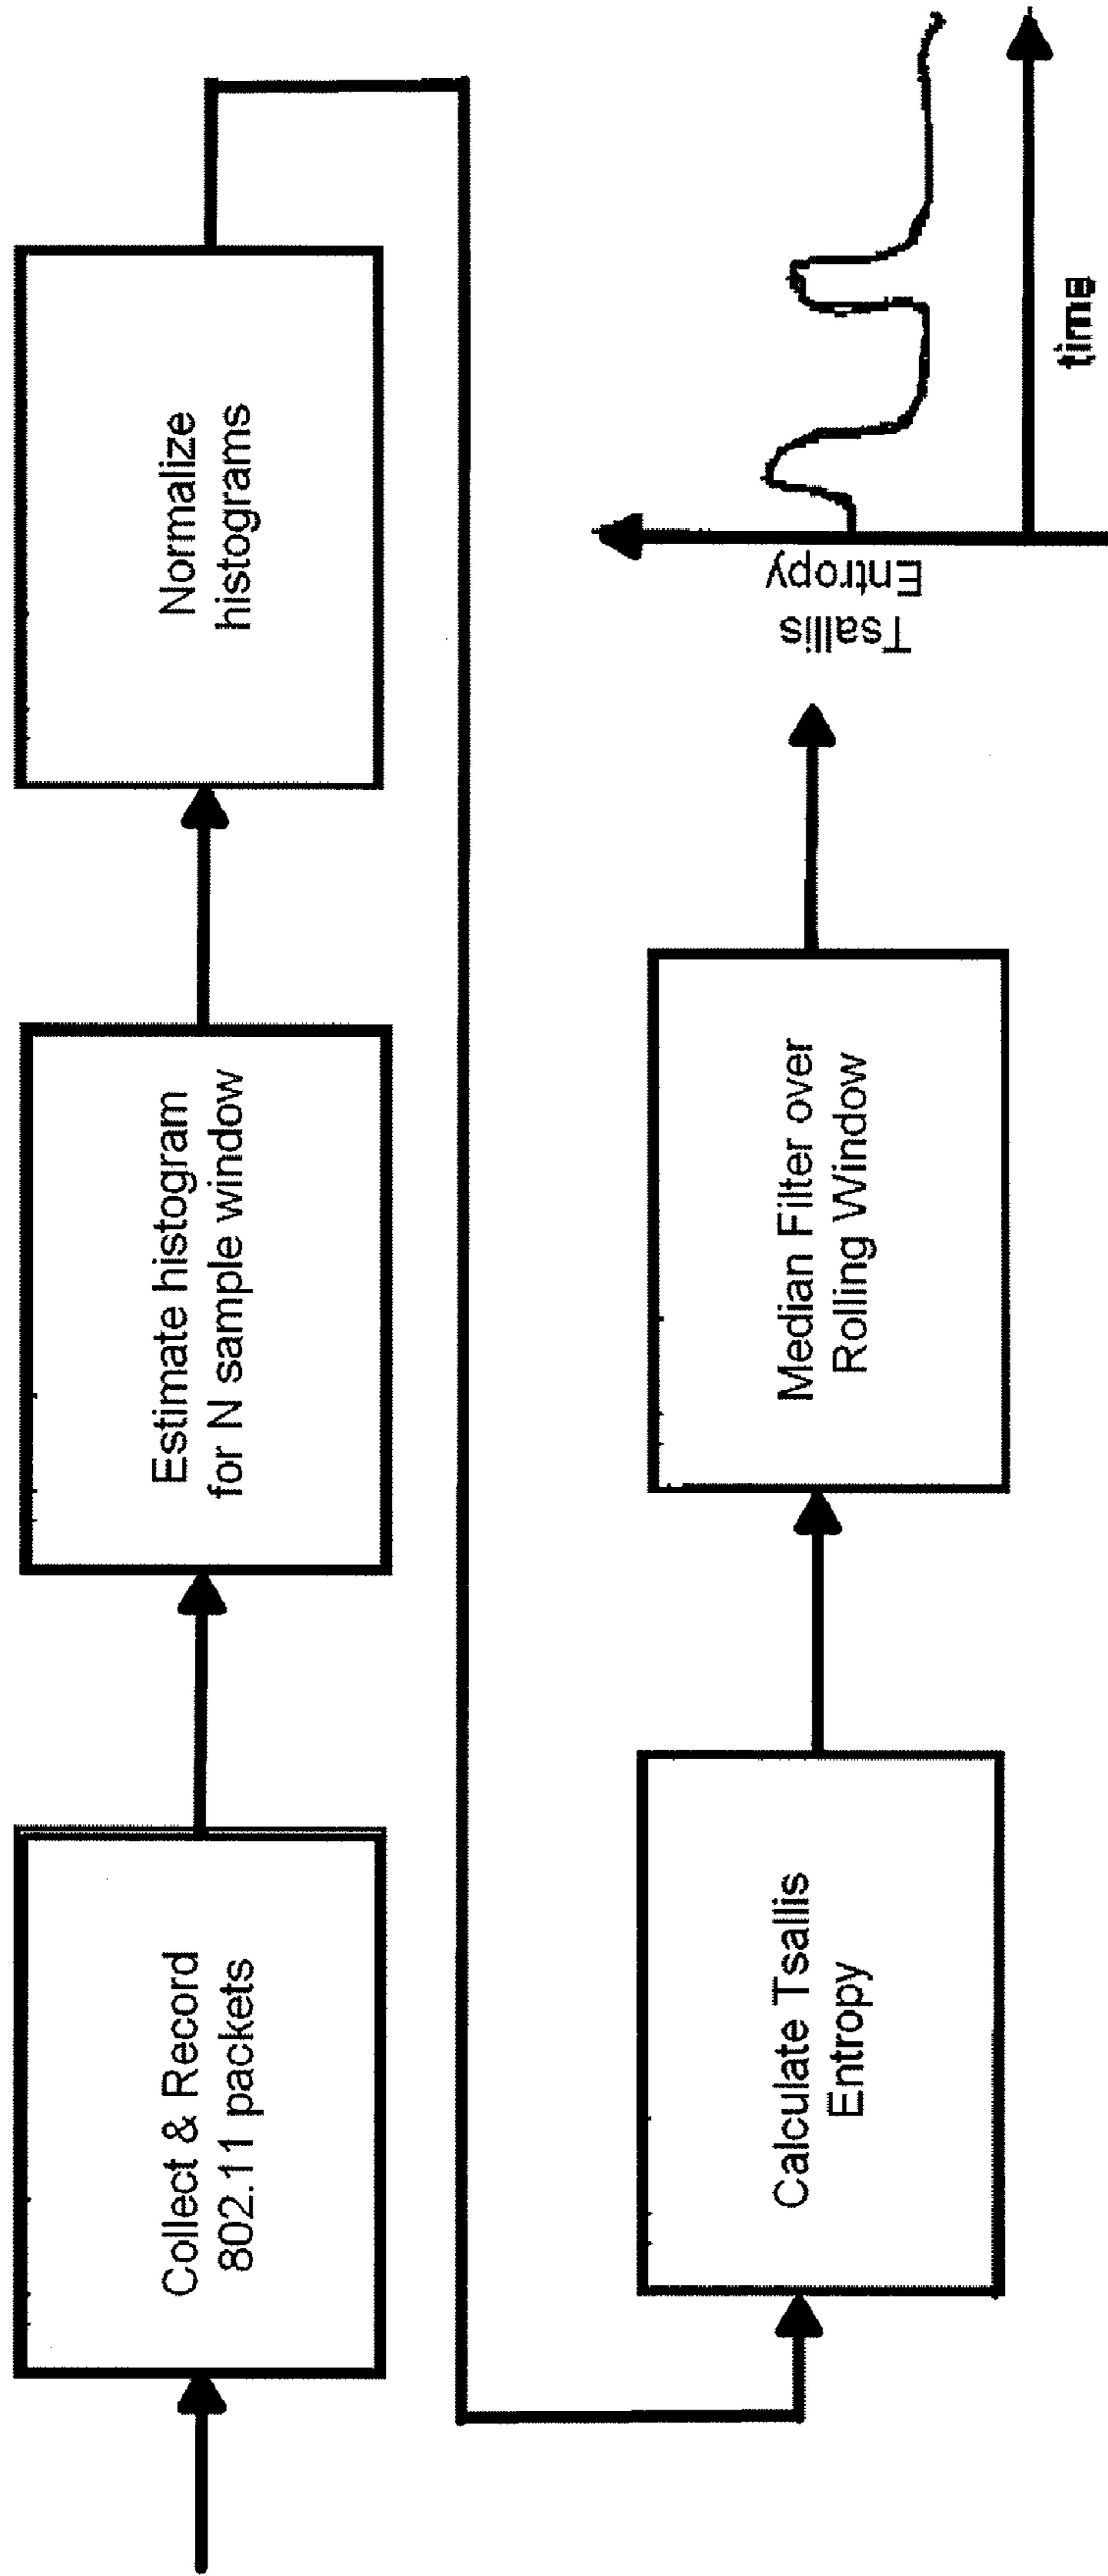 Collect & Record
802.11 packets
Estimate histogram
for N sample window
Normalize
histograms
Calculate Tsallis
Entropy
Median Filter over
Rolling Window
Tsallis
Entropy
time